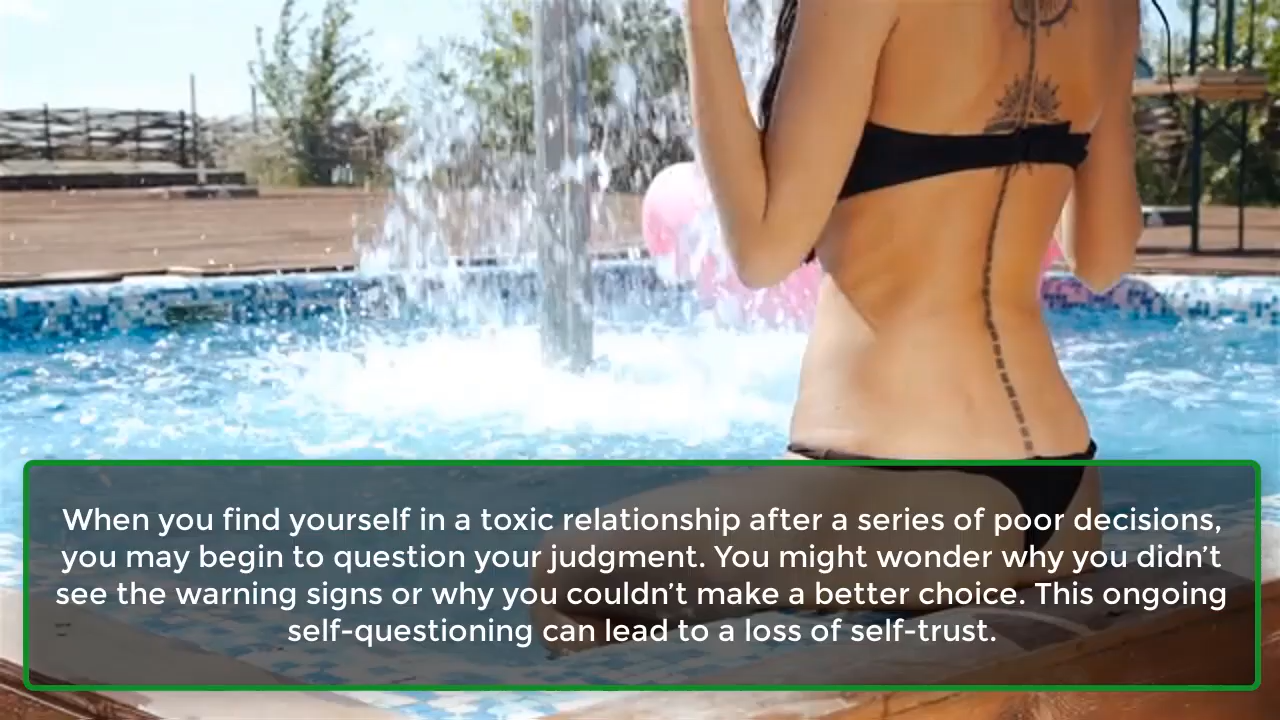 When you find yourself in a toxic relationship after a series of poor decisions,
you may begin to question your judgment. You might wonder why you didn’t
see the warning signs or why you couldn’t make a better choice. This ongoing
self-questioning can lead to a loss of self-trust.